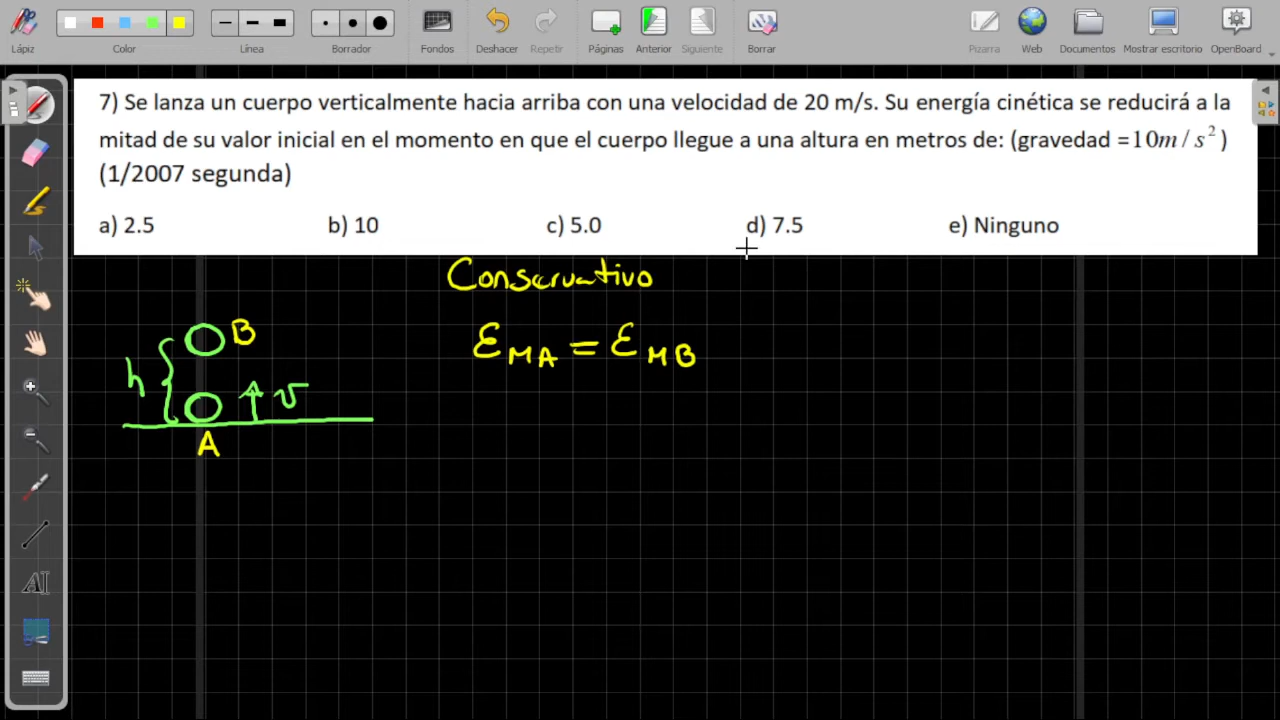 Lápiz
Color
Línea
Borrador
Fondos
Deshacer
Repetir
Páginas
Anterior
Siguiente
Borrar
Pizarra
Web
Documentos
Mostrar escritorio
OpenBoard
7) Se lanza un cuerpo verticalmente hacia arriba con una velocidad de 20 m/s. Su energía cinética se reducirá a la
mitad de su valor inicial en el momento en que el cuerpo llegue a una altura en metros de: (gravedad =10m/s²)
(1/2007 segunda)
a) 2.5 b) 10 c) 5.0 d) 7.5 e) Ninguno
Conservativo
B
h
v
A
εMA = εMB
AI